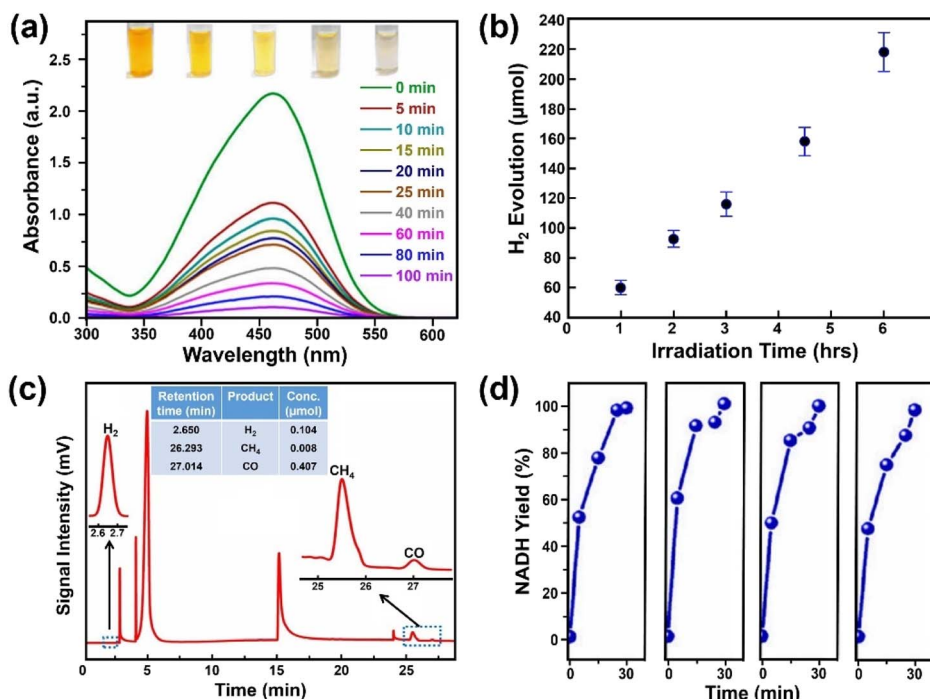 (a)
Absorbance (a.u.)
2.5
2.0
1.5
1.0
0.5
0.0
0 min
5 min
10 min
15 min
20 min
25 min
40 min
60 min
80 min
100 min
300 350 400 450 500 550 600
Wavelength (nm)
(b)
H₂ Evolution (μmol)
240
220
200
180
160
140
120
100
80
60
40
0 1 2 3 4 5 6
Irradiation Time (hrs)
(c)
Signal Intensity (mV)
Retention time (min) Product Conc. (μmol)
2.650 H₂ 0.104
26.293 CH₄ 0.008
27.014 CO 0.407
H₂
2.6 2.7
CH₄
CO
25 26 27
0 5 10 15 20 25
Time (min)
(d)
NADH Yield (%)
100
80
60
40
20
0
0 30 0 30 0 30 0 30
Time (min)